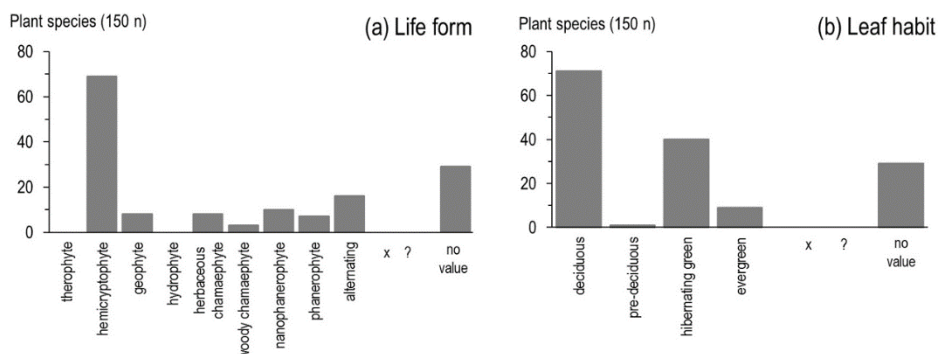 Plant species (150 n)
(a) Life form
80
60
40
20
0
therophyte
hemicryptophyte
geophyte
hydrophyte
herbaceous
chamaephyte
woody chamaephyte
nanophanerophyte
phanerophyte
alternating
x
?
no
value
Plant species (150 n)
(b) Leaf habit
80
60
40
20
0
deciduous
pre-deciduous
hibernating green
evergreen
x
?
no
value